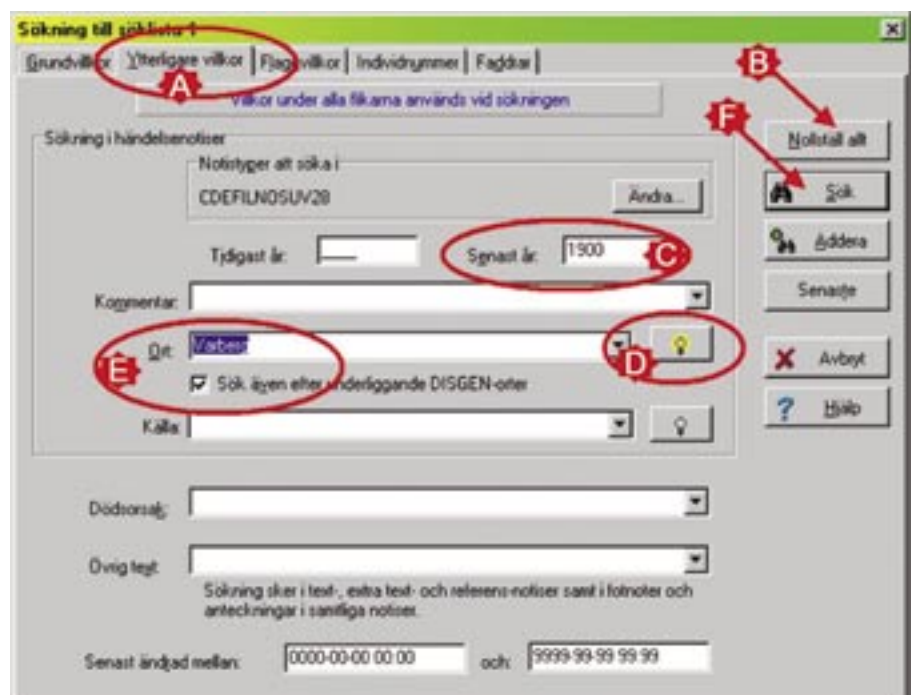 Sökning till söklista 1
Grundvillkor Ytterligare villkor Flaggvillkor Individnummer Faddrar
A
B
Villkor under alla flikarna används vid sökningen
F
Sökning i händelsenotiser
Nollställ allt
Notistyper att söka i
CDEFILNOSUV28 Ändra... Sök
Tidigast år: Senast år: 1900 C Addera
Kommentar: Senaste
Ort: D
E
Sök även efter underliggande DISGEN-orter Avbryt
Källa: ? Hjälp
Dödsorsak:
Övrig text:
Sökning sker i text-, extra text- och referens-notiser samt i fotnoter och
anteckningar i samtliga notiser.
Senast ändrad mellan: 0000-00-00 00:00 och: 9999-99-99 99:99